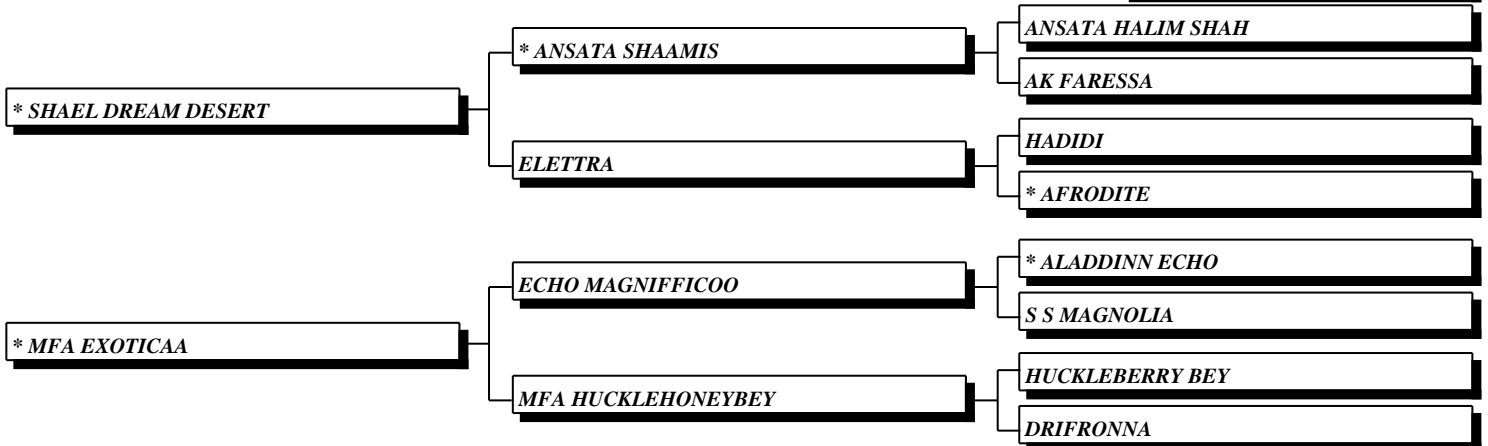 ANSATA HALIM SHAH
* ANSATA SHAAMIS
AK FARESSA
* SHAEL DREAM DESERT
HADIDI
ELETTRA
* AFRODITE
* ALADDINN ECHO
ECHO MAGNIFFICOO
S S MAGNOLIA
* MFA EXOTICAA
HUCKLEBERRY BEY
MFA HUCKLEHONEYBEY
DRIFRONNA